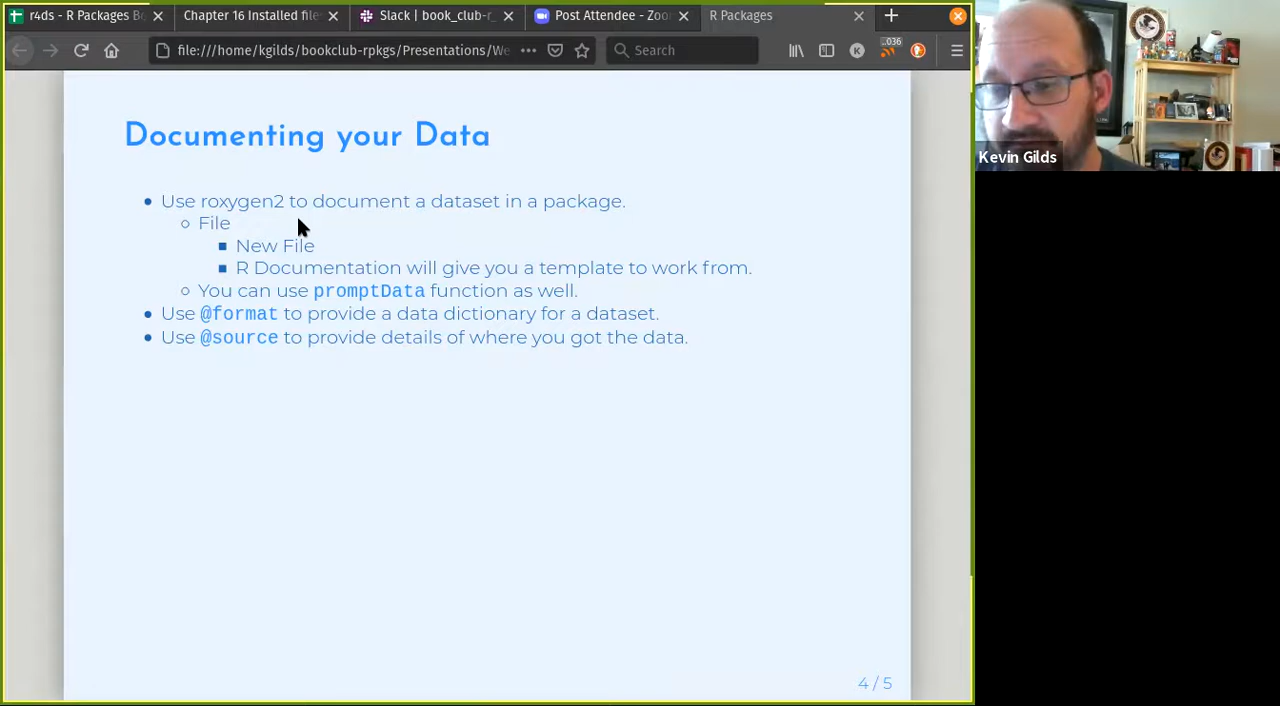 r4ds - R Packages Bo
Chapter 16 Installed file
Slack | book_club-r_
Post Attendee - Zoo
R Packages
file:///home/kgilds/bookclub-rpkgs/Presentations/We
Search
K
..036
Kevin Gilds
Documenting your Data
Use roxygen2 to document a dataset in a package.
File
New File
R Documentation will give you a template to work from.
You can use promptData function as well.
Use @format to provide a data dictionary for a dataset.
Use @source to provide details of where you got the data.
4 / 5